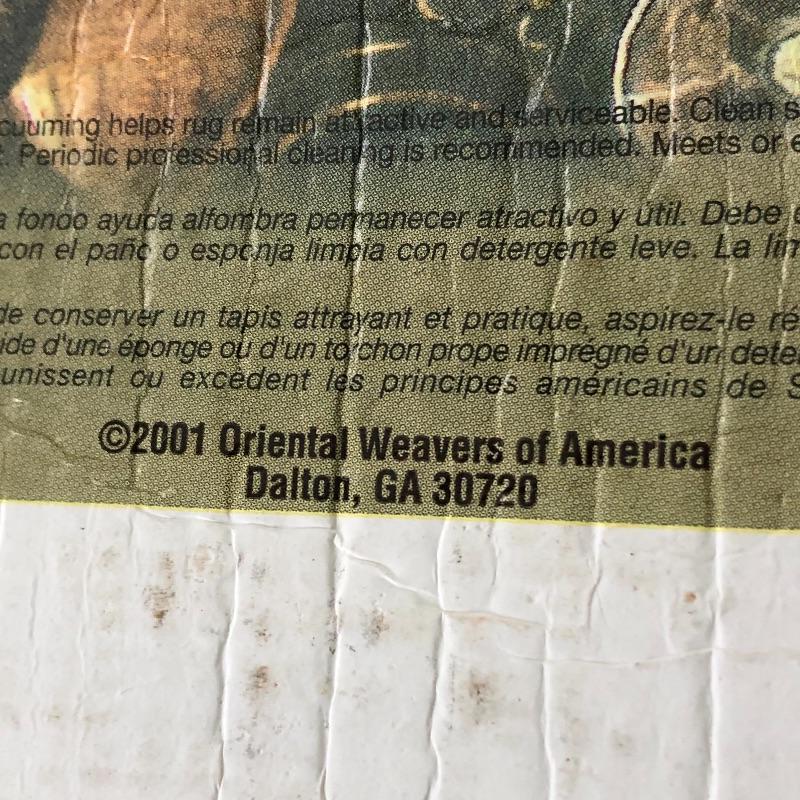 cuuming helps rug remain attractive and serviceable. Clean s
. Periodic professional cleaning is recommended. Meets or e
a fondo ayuda alfombra permanecer atractivo y útil. Debe
con el paño o esponja limpia con detergente leve. La lim
de conserver un tapis attrayant et pratique, aspirez-le ré
ude d'une éponge ou d'un torchon prope imprégné d'un dete
unissent ou excèdent les principes américains de S
©2001 Oriental Weavers of America
Dalton, GA 30720